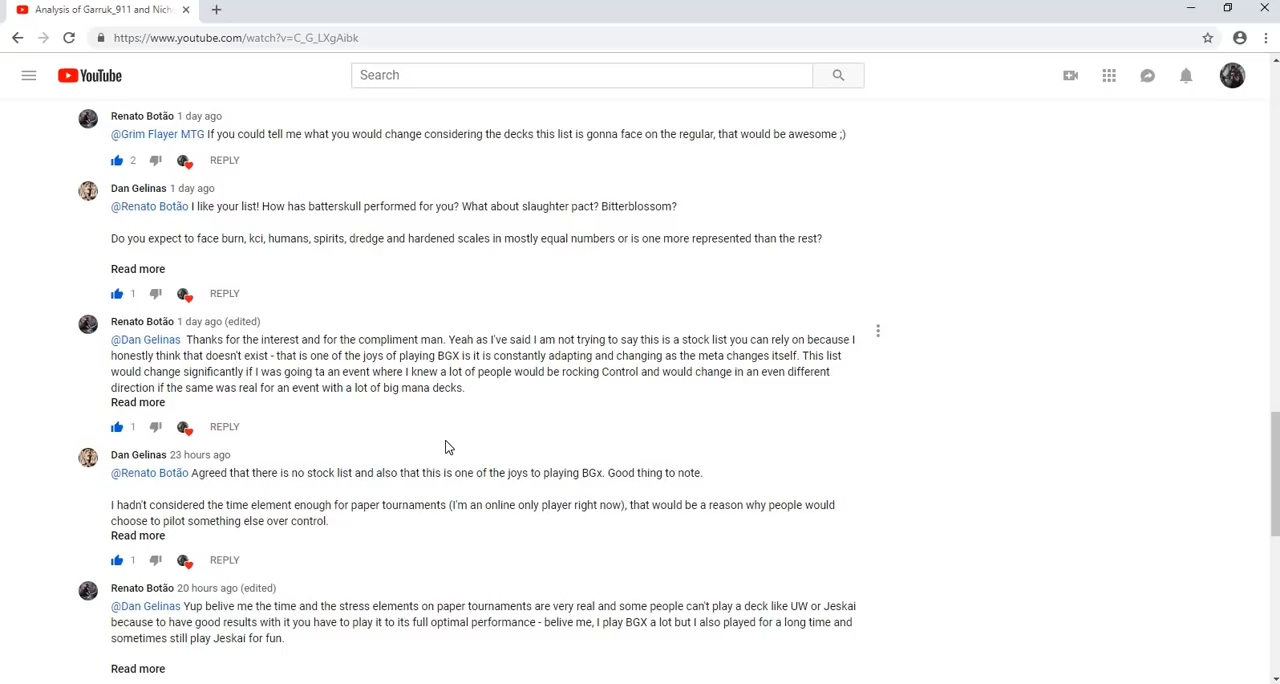 Analysis of Garruk_911 and Nich
https://www.youtube.com/watch?v=C_G_LXgAibk
YouTube
Search
Renato Botão 1 day ago
@Grim Flayer MTG If you could tell me what you would change considering the decks this list is gonna face on the regular, that would be awesome ;)
2 REPLY
Dan Gelinas 1 day ago
@Renato Botão I like your list! How has batterskull performed for you? What about slaughter pact? Bitterblossom?
Do you expect to face burn, kci, humans, spirits, dredge and hardened scales in mostly equal numbers or is one more represented than the rest?
Read more
1 REPLY
Renato Botão 1 day ago (edited)
@Dan Gelinas Thanks for the interest and for the compliment man. Yeah as I've said I am not trying to say this is a stock list you can rely on because I
honestly think that doesn't exist - that is one of the joys of playing BGX is it is constantly adapting and changing as the meta changes itself. This list
would change significantly if I was going ta an event where I knew a lot of people would be rocking Control and would change in an even different
direction if the same was real for an event with a lot of big mana decks.
Read more
1 REPLY
Dan Gelinas 23 hours ago
@Renato Botão Agreed that there is no stock list and also that this is one of the joys to playing BGx. Good thing to note.
I hadn't considered the time element enough for paper tournaments (I'm an online only player right now), that would be a reason why people would
choose to pilot something else over control.
Read more
1 REPLY
Renato Botão 20 hours ago (edited)
@Dan Gelinas Yup belive me the time and the stress elements on paper tournaments are very real and some people can't play a deck like UW or Jeskai
because to have good results with it you have to play it to its full optimal performance - belive me, I play BGX a lot but I also played for a long time and
sometimes still play Jeskai for fun.
Read more